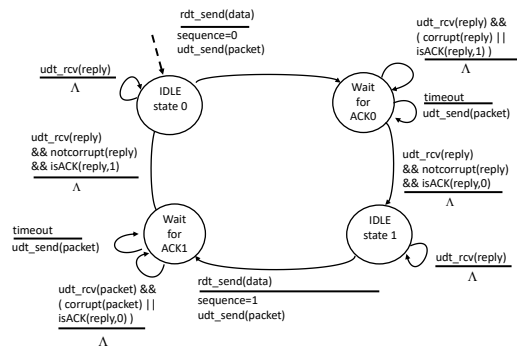 rdt_send(data)
sequence=0
udt_send(packet)
udt_rcv(reply) &&
( corrupt(reply) ||
isACK(reply,1) )
Λ
udt_rcv(reply)
Λ
IDLE
state 0
Wait
for
ACK0
timeout
udt_send(packet)
udt_rcv(reply)
&& notcorrupt(reply)
&& isACK(reply,1)
Λ
udt_rcv(reply)
&& notcorrupt(reply)
&& isACK(reply,0)
Λ
timeout
udt_send(packet)
Wait
for
ACK1
IDLE
state 1
udt_rcv(reply)
Λ
rdt_send(data)
sequence=1
udt_send(packet)
udt_rcv(packet) &&
( corrupt(packet) ||
isACK(reply,0) )
Λ